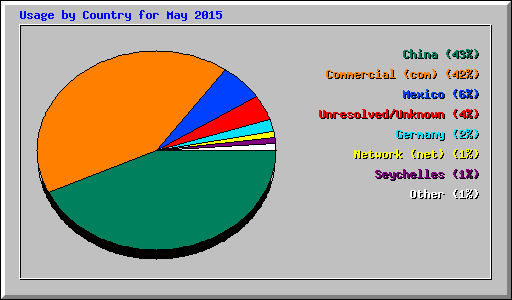 Usage by Country for May 2015
China (43%)
Commercial (com) (42%)
Mexico (6%)
Unresolved/Unknown (4%)
Germany (2%)
Network (net) (1%)
Seychelles (1%)
Other (1%)